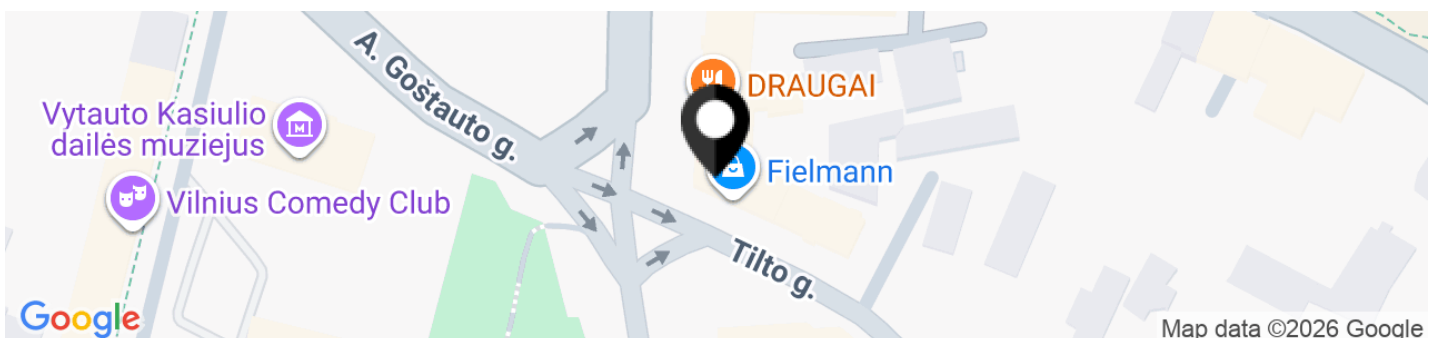 A. Goštauto g.
DRAUGAI
Vytauto Kasiulio
dailės muziejus
M
Fielmann
Vilnius Comedy Club
Tilto g.
Google
Map data ©2026 Google